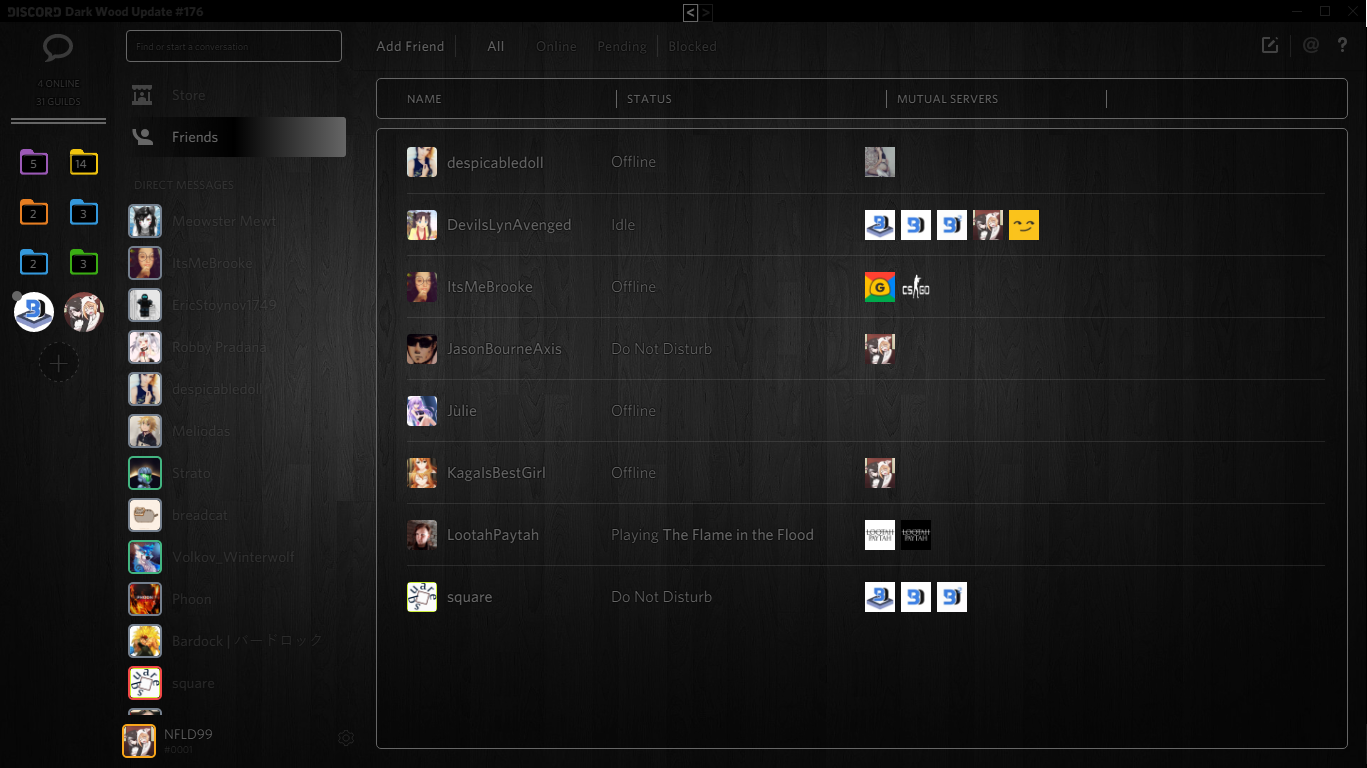 DISCORD Dark Wood Update #176
< >
Find or start a conversation
Add Friend All Online Pending Blocked
@ ?
4 ONLINE
31 GUILDS
Store
Friends
DIRECT MESSAGES
5 14
2 3
2 3
Meowster Mewt
ItsMeBrooke
EricStoynov1749
Robby Pradana
despicabledoll
Meliodas
Strato
breadcat
Volkov_Winterwolf
Phoon
Bardock | バードロック
square
NFLD99
#0001
NAME STATUS MUTUAL SERVERS
despicabledoll Offline
DevilsLynAvenged Idle
ItsMeBrooke Offline G CS GO
JasonBourneAxis Do Not Disturb
Jùlie Offline
KagaIsBestGirl Offline
LootahPaytah Playing The Flame in the Flood LOOTAH PAYTAH LOOTAH PAYTAH
square Do Not Disturb